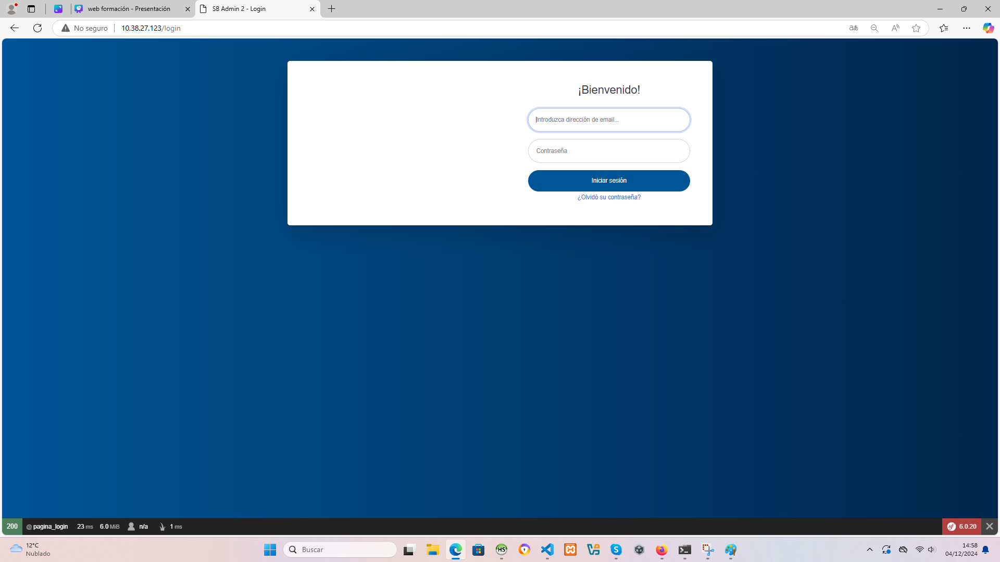 web formación - Presentación
SB Admin 2 - Login
No seguro
10.38.27.123/login
¡Bienvenido!
Introduzca dirección de email...
Contraseña
Iniciar sesión
¿Olvidó su contraseña?
200 @ pagina_login 23 ms 6.0 MiB n/a 1 ms
6.0.20
12°C
Nublado
Buscar
HS
14:58
04/12/2024